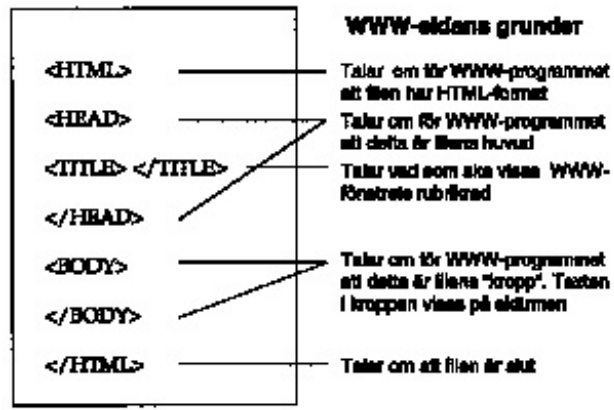 WWW-sidans grunder
<HTML>
Talar om för WWW-programmet
att filen har HTML-format
<HEAD>
Talar om för WWW-programmet
att detta är filens huvud
<TITLE> </TITLE>
Talar vad som ska visas WWW-
fönstrets rubrikrad
</HEAD>
<BODY>
Talar om för WWW-programmet
att detta är filens "kropp". Texten
i kroppen visas på skärmen
</BODY>
</HTML>
Talar om att filen är slut